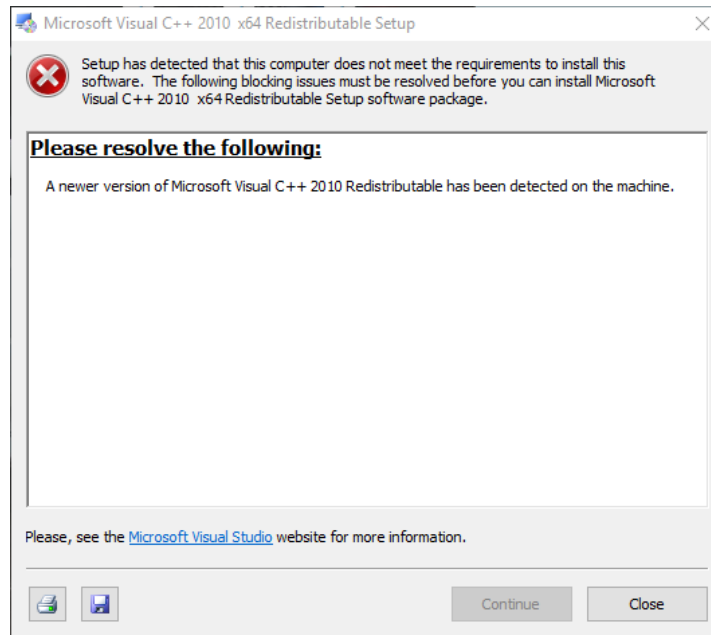 Microsoft Visual C++ 2010  x64 Redistributable Setup
Setup has detected that this computer does not meet the requirements to install this
software.  The following blocking issues must be resolved before you can install Microsoft
Visual C++ 2010  x64 Redistributable Setup software package.
Please resolve the following:
A newer version of Microsoft Visual C++ 2010 Redistributable has been detected on the machine.
Please, see the Microsoft Visual Studio website for more information.
Continue
Close